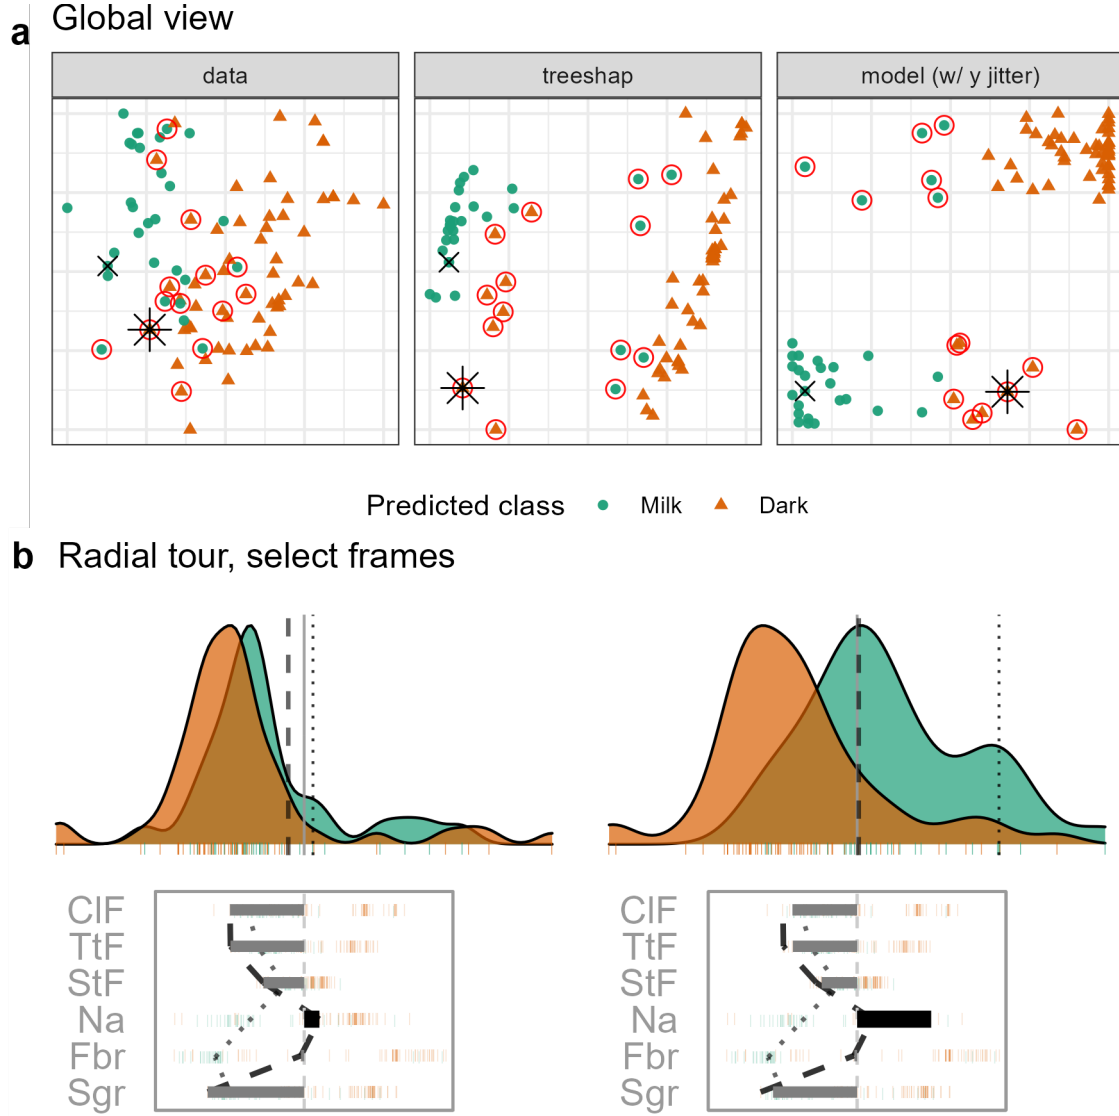 a Global view
data treeshap model (w/ y jitter)
Predicted class Milk Dark
b Radial tour, select frames
ClF ClF
TtF TtF
StF StF
Na Na
Fbr Fbr
Sgr Sgr